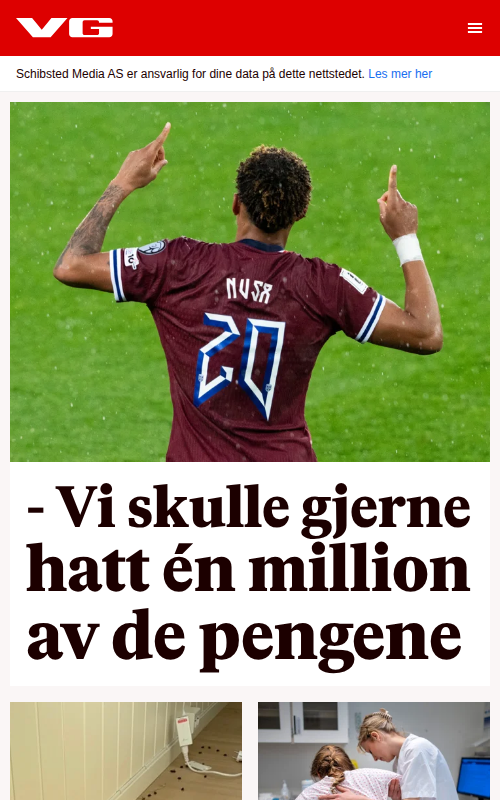 VG
Schibsted Media AS er ansvarlig for dine data på dette nettstedet. Les mer her
NUSA
20
- Vi skulle gjerne
hatt én million
av de pengene